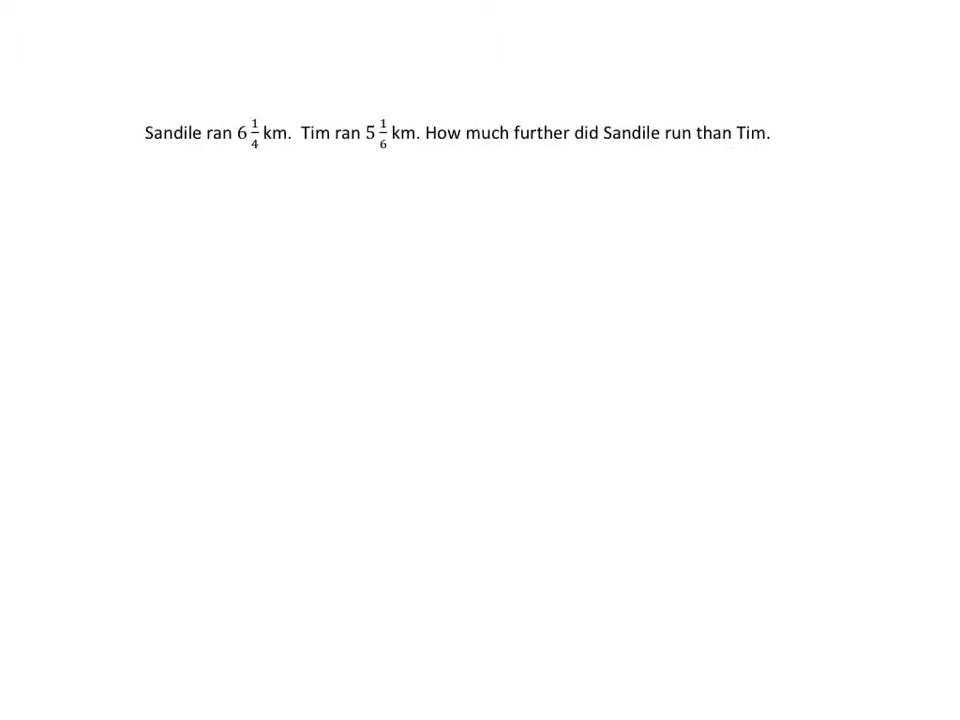 Sandile ran 6 1/4 km.  Tim ran 5 1/6 km. How much further did Sandile run than Tim.